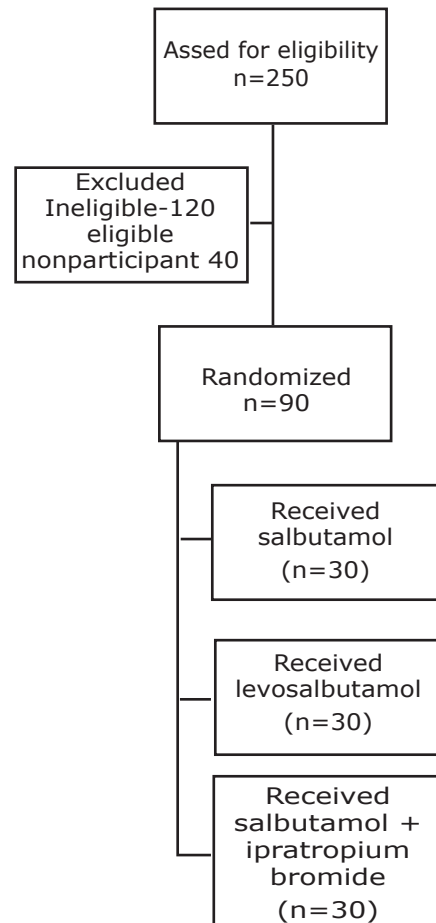 Assed for eligibility
n=250
Excluded
Ineligible-120
eligible
nonparticipant 40
Randomized
n=90
Received
salbutamol
(n=30)
Received
levosalbutamol
(n=30)
Received
salbutamol +
ipratropium
bromide
(n=30)